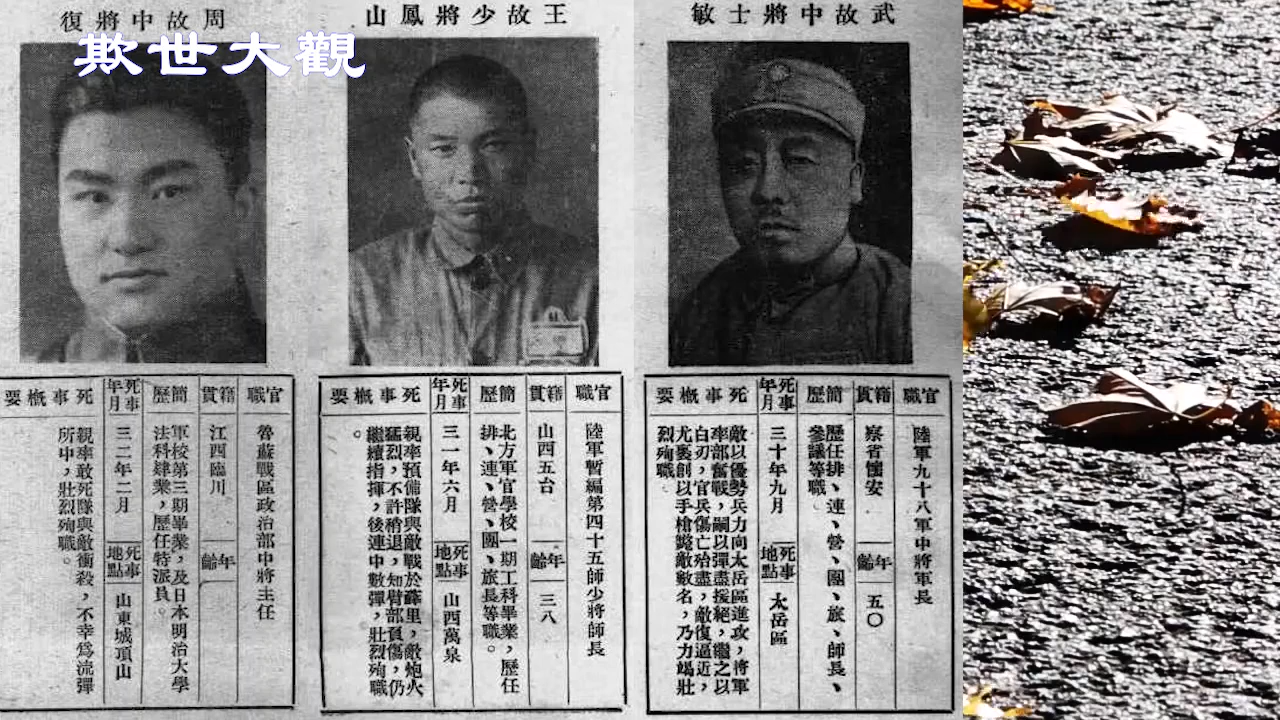 欺世大觀
武故中將士敏
官職
陸軍九十八軍中將軍長
籍貫
察省懷安
年齡
五〇
簡歷
歷任排、連、營、團、旅、師長、
參議等職
死事年月
三十年九月
死事地點
太岳區
死事概要
敵以優勢兵力向太岳區進攻,將軍
率部奮戰,嗣以彈盡援絕,繼之以
白刃,官兵傷亡殆盡,敵復逼近,
尤裹創以手槍斃敵數名,乃力竭壯
烈殉職。
王故少將鳳山
官職
陸軍暫編第四十五師少將師長
籍貫
山西五台
年齡
三八
簡歷
北方軍官學校一期工科畢業,歷任
排、連、營、團、旅長等職。
死事年月
三一年六月
死事地點
山西萬泉
死事概要
親率預備隊與敵戰於薛里,敵炮火
猛烈,不許稍退,知臂部負傷,仍
繼續指揮,後連中數彈,壯烈殉職
。
周故中將復
官職
魯蘇戰區政治部中將主任
籍貫
江西臨川
年齡
簡歷
軍校第三期畢業,及日本明治大學
法科肄業,歷任特派員。
死事年月
三二年二月
死事地點
山東城頂山
死事概要
親率敢死隊與敵衝殺,不幸為流彈
所中,壯烈殉職。